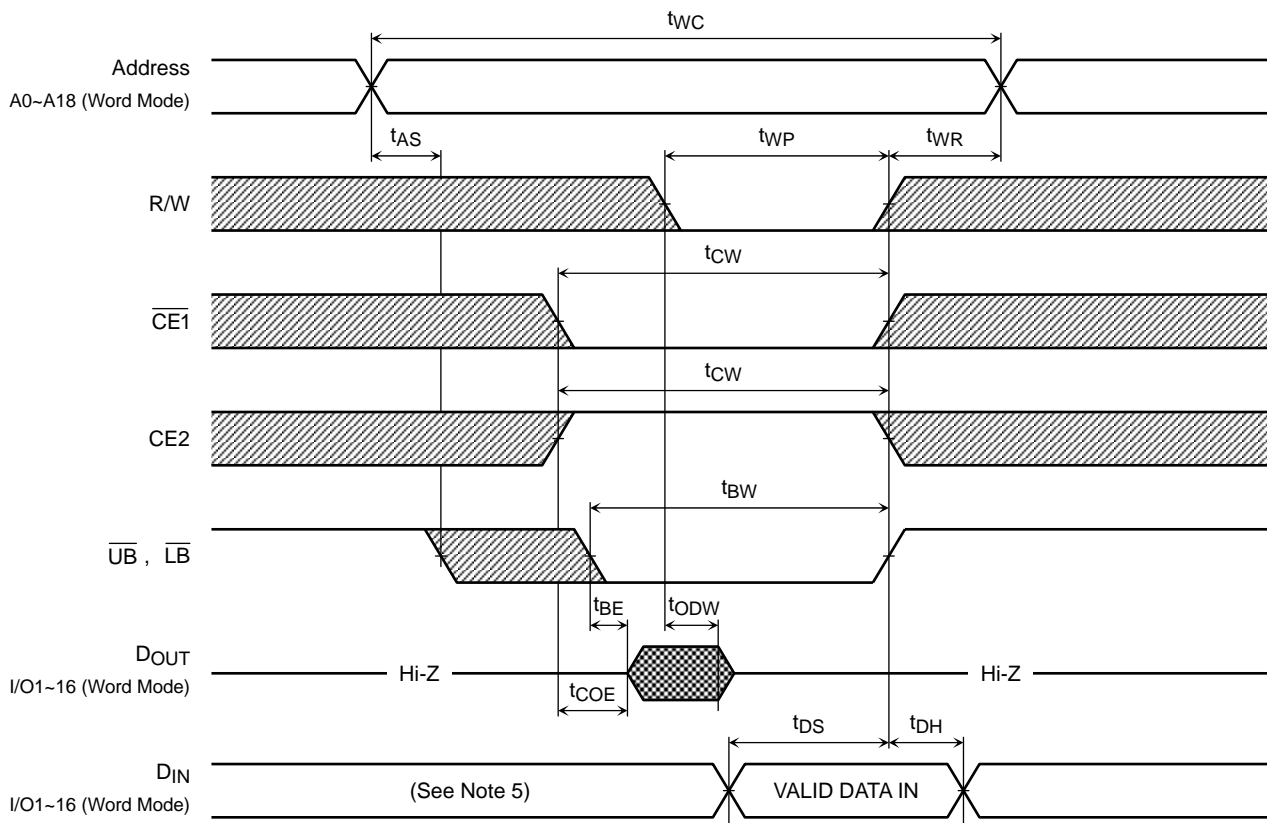 tWC
Address
A0~A18 (Word Mode)
tAS
tWP
tWR
R/W
tCW
CE1
tCW
CE2
tBW
UB , LB
tBE
tODW
DOUT
I/O1~16 (Word Mode)
Hi-Z
Hi-Z
tCOE
tDS
tDH
DIN
I/O1~16 (Word Mode)
(See Note 5)
VALID DATA IN